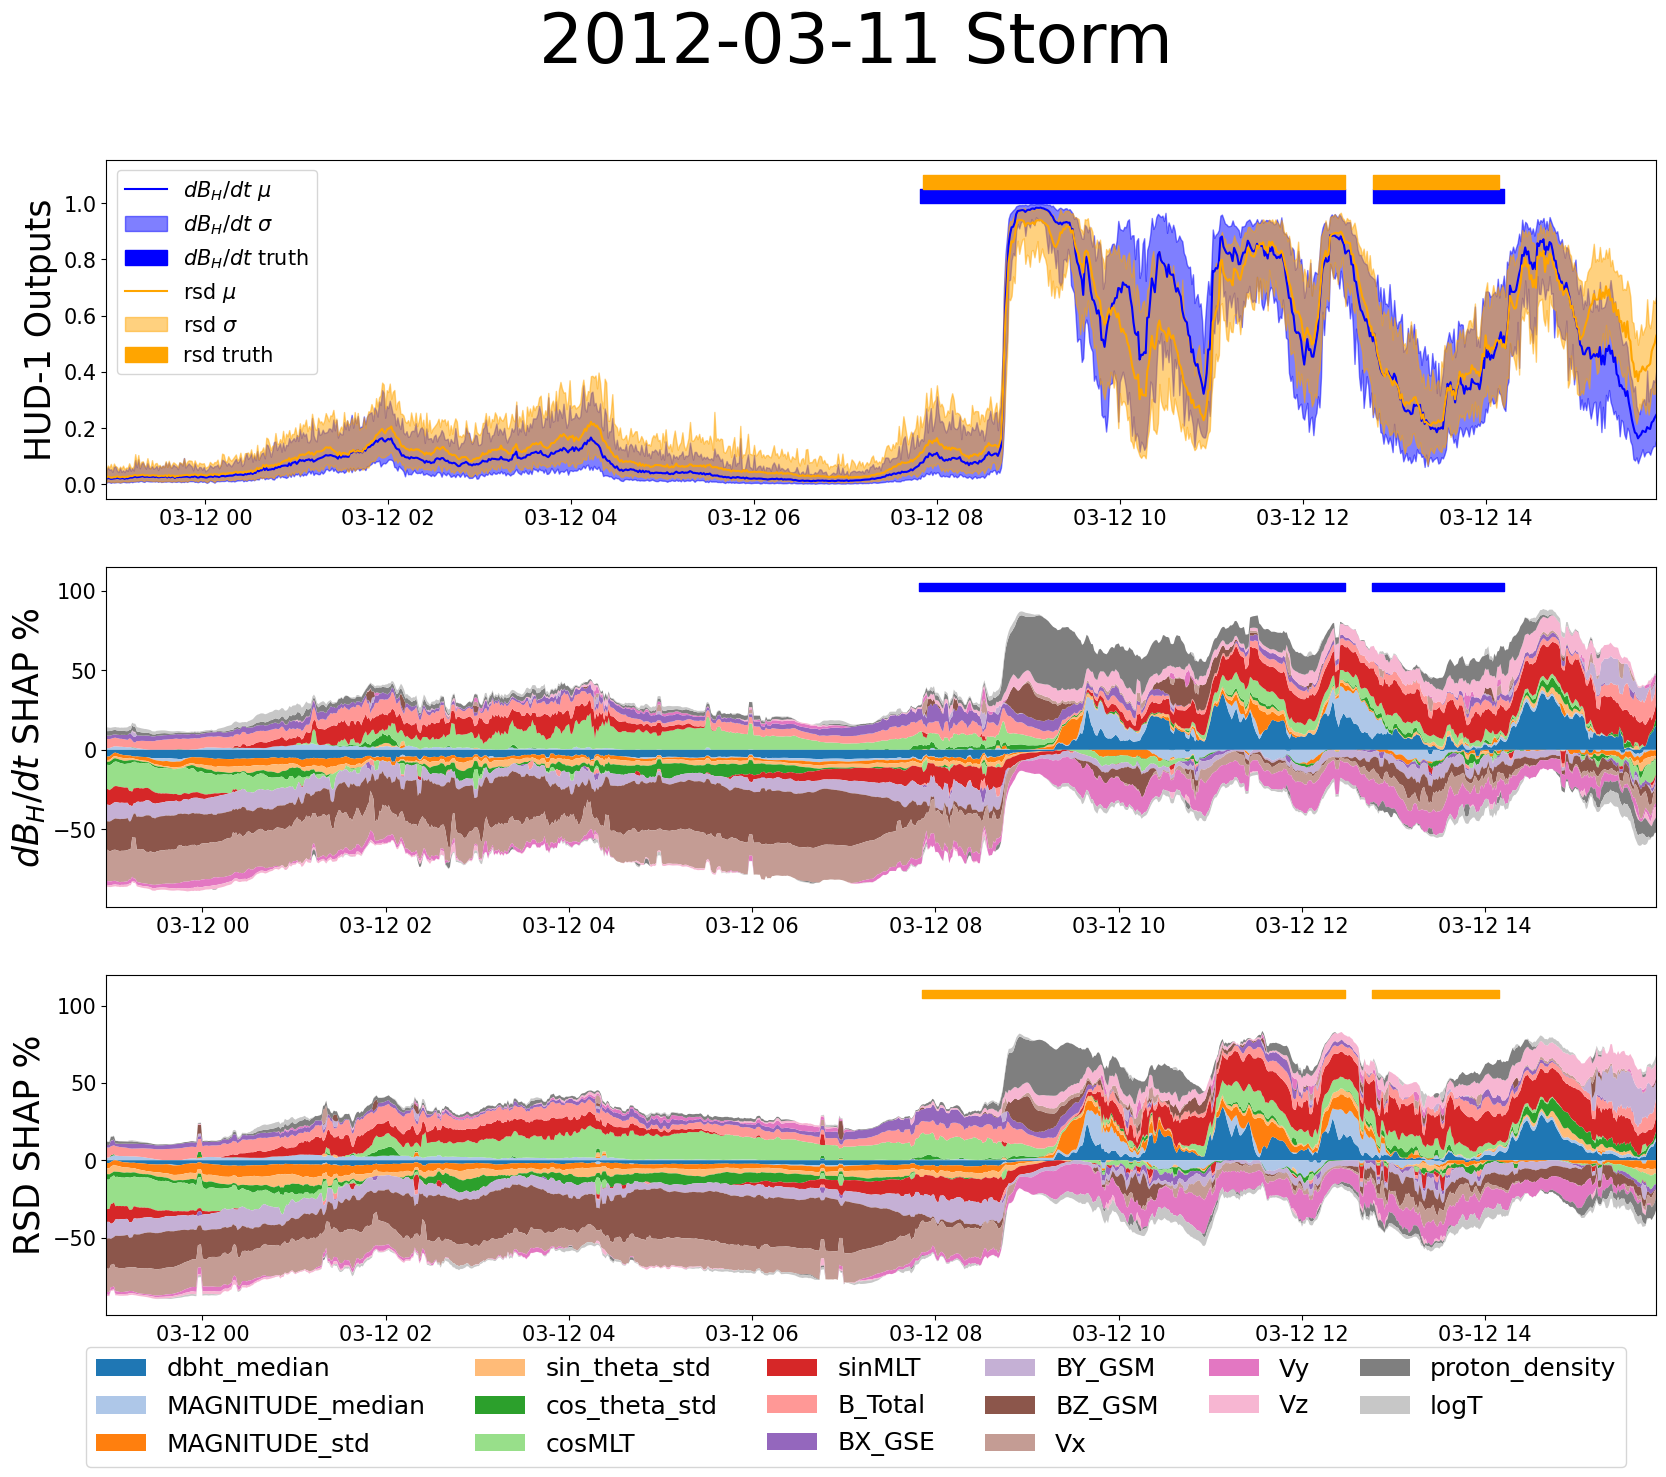 2012-03-11 Storm
HUD-1 Outputs
1.0
0.8
0.6
0.4
0.2
0.0
dB_H/dt μ
dB_H/dt σ
dB_H/dt truth
rsd μ
rsd σ
rsd truth
03-12 00 03-12 02 03-12 04 03-12 06 03-12 08 03-12 10 03-12 12 03-12 14
dB_H/dt SHAP %
100
50
0
−50
03-12 00 03-12 02 03-12 04 03-12 06 03-12 08 03-12 10 03-12 12 03-12 14
RSD SHAP %
100
50
0
−50
03-12 00 03-12 02 03-12 04 03-12 06 03-12 08 03-12 10 03-12 12 03-12 14
dbht_median sin_theta_std sinMLT BY_GSM Vy proton_density
MAGNITUDE_median cos_theta_std B_Total BZ_GSM Vz logT
MAGNITUDE_std cosMLT BX_GSE Vx